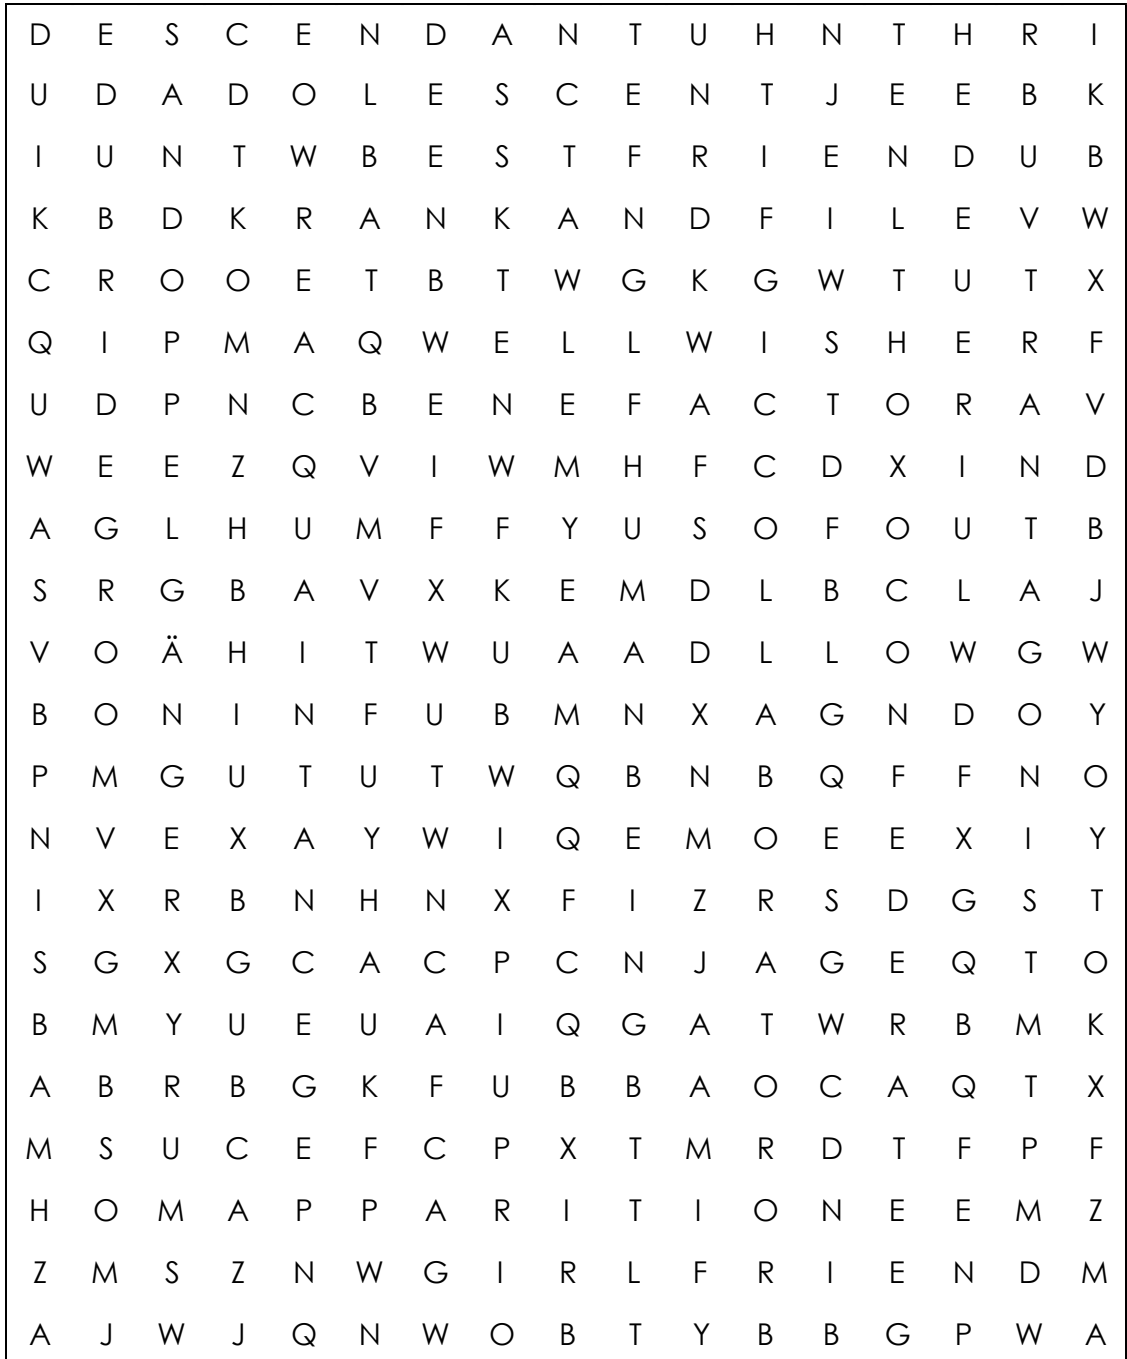 D E S C E N D A N T U H N T H R I
U D A D O L E S C E N T J E E B K
I U N T W B E S T F R I E N D U B
K B D K R A N K A N D F I L E V W
C R O O E T B T W G K G W T U T X
Q I P M A Q W E L L W I S H E R F
U D P N C B E N E F A C T O R A V
W E E Z Q V I W M H F C D X I N D
A G L H U M F F Y U S O F O U T B
S R G B A V X K E M D L B C L A J
V O Ä H I T W U A A D L L O W G W
B O N I N F U B M N X A G N D O Y
P M G U T U T W Q B N B Q F F N O
N V E X A Y W I Q E M O E E X I Y
I X R B N H N X F I Z R S D G S T
S G X G C A C P C N J A G E Q T O
B M Y U E U A I Q G A T W R B M K
A B R B G K F U B B A O C A Q T X
M S U C E F C P X T M R D T F P F
H O M A P P A R I T I O N E E M Z
Z M S Z N W G I R L F R I E N D M
A J W J Q N W O B T Y B B G P W A